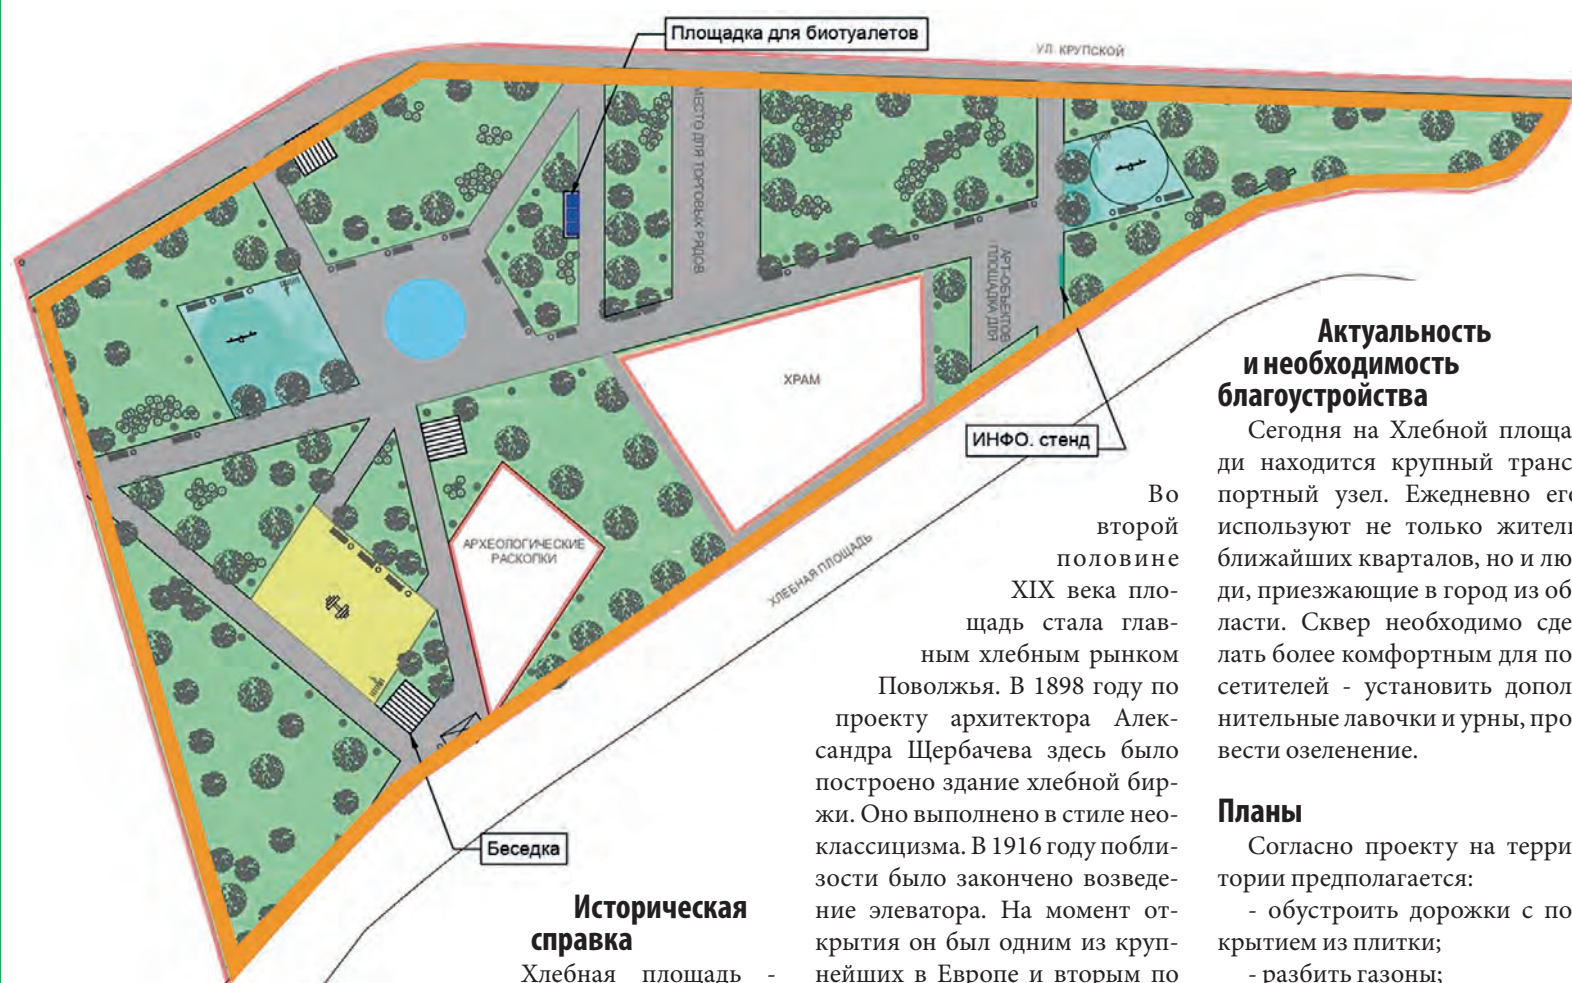 Площадка для биотуалетов
УЛ. КРУПСКОЙ
МЕСТО ДЛЯ ТОРГОВЫХ РЯДОВ
ПЛОЩАДКА ДЛЯ
АРТ-ОБЪЕКТОВ
ХРАМ
ИНФО. стенд
АРХЕОЛОГИЧЕСКИЕ
РАСКОПКИ
ХЛЕБНАЯ ПЛОЩАДЬ
Беседка
Историческая
справка
Хлебная площадь -
Во
второй
половине
XIX века пло-
щадь стала глав-
ным хлебным рынком
Поволжья. В 1898 году по
проекту архитектора Алек-
сандра Щербачева здесь было
построено здание хлебной бир-
жи. Оно выполнено в стиле нео-
классицизма. В 1916 году побли-
зости было закончено возведе-
ние элеватора. На момент от-
крытия он был одним из круп-
нейших в Европе и вторым по
Актуальность
и необходимость
благоустройства
Сегодня на Хлебной площа
ди находится крупный транс
портный узел. Ежедневно его
используют не только жители
ближайших кварталов, но и лю
ди, приезжающие в город из об
ласти. Сквер необходимо сде
лать более комфортным для по
сетителей - установить допол
нительные лавочки и урны, про
вести озеленение.
Планы
Согласно проекту на терри
тории предполагается:
- обустроить дорожки с по
крытием из плитки;
- разбить газоны;